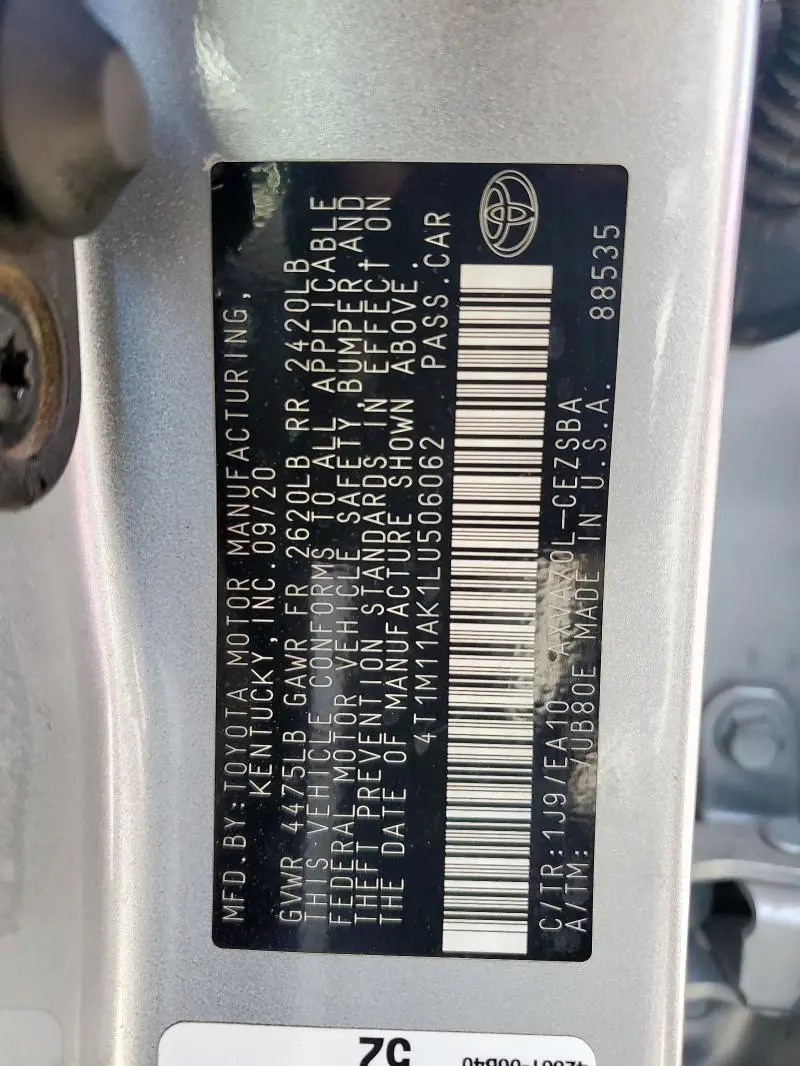 MFD.BY:TOYOTA MOTOR MANUFACTURING,
KENTUCKY, INC. 09/20
GVWR 4475LB GAWR FR 2620LB RR 2420LB
THIS VEHICLE CONFORMS TO ALL APPLICABLE
FEDERAL MOTOR VEHICLE SAFETY, BUMPER, AND
THEFT PREVENTION STANDARDS IN EFFECT ON
THE DATE OF MANUFACTURE SHOWN ABOVE.
4T1M11AK1LU506062 PASS.CAR
C/TR:1J9/EA10 AXVA70L-CEZSBA
A/TM: /UB80E MADE IN U.S.A. 88535
52